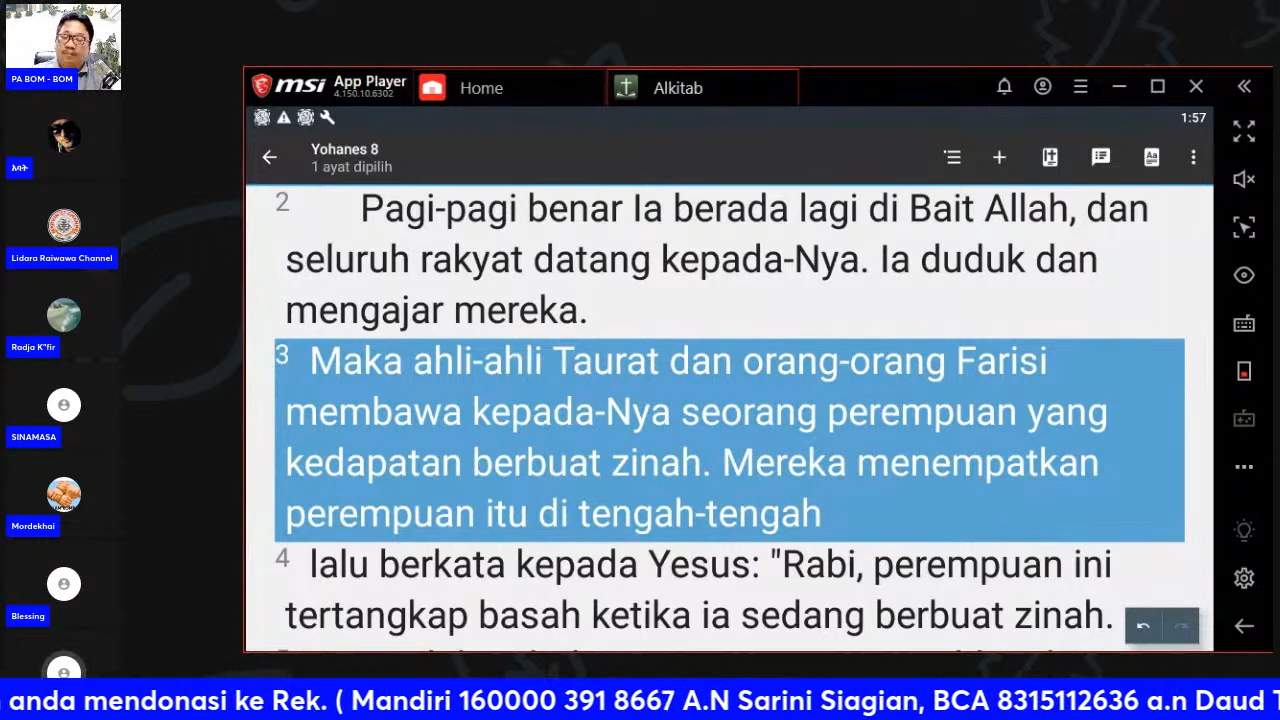 PA BOM - BOM
አባት
Lidara Raiwawa Channel
Radja K"fir
SINAMASA
Mordekhai
Blessing
msi App Player
4.150.10.6302
Home
Alkitab
1:57
Yohanes 8
1 ayat dipilih
2 Pagi-pagi benar Ia berada lagi di Bait Allah, dan
seluruh rakyat datang kepada-Nya. Ia duduk dan
mengajar mereka.
3 Maka ahli-ahli Taurat dan orang-orang Farisi
membawa kepada-Nya seorang perempuan yang
kedapatan berbuat zinah. Mereka menempatkan
perempuan itu di tengah-tengah
4 lalu berkata kepada Yesus: "Rabi, perempuan ini
tertangkap basah ketika ia sedang berbuat zinah.
anda mendonasi ke Rek. ( Mandiri 160000 391 8667 A.N Sarini Siagian, BCA 8315112636 a.n Daud